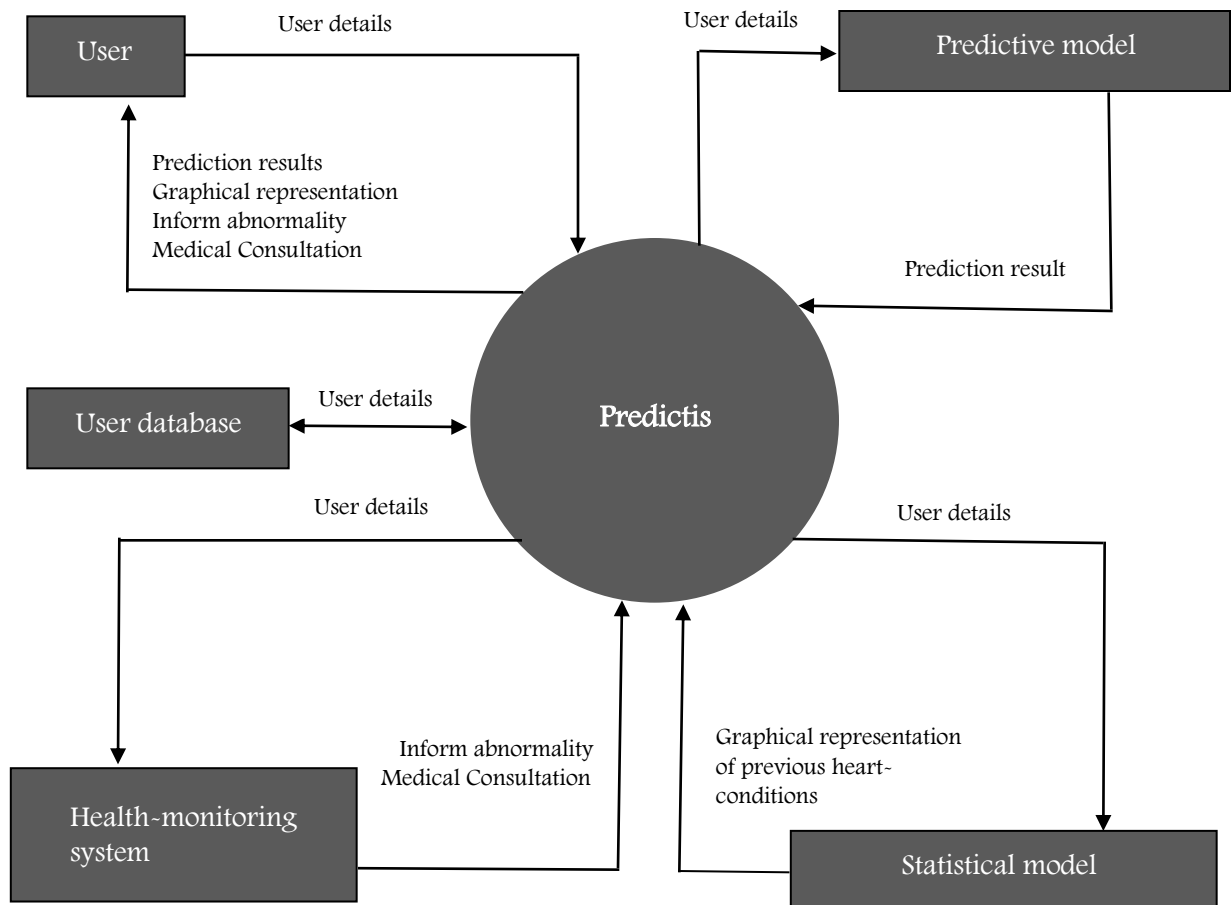 User details
User
User details
Predictive model
Prediction results
Graphical representation
Inform abnormality
Medical Consultation
Prediction result
User database
User details
Predictis
User details
User details
Inform abnormality
Medical Consultation
Graphical representation
of previous heart-
conditions
Health-monitoring
system
Statistical model